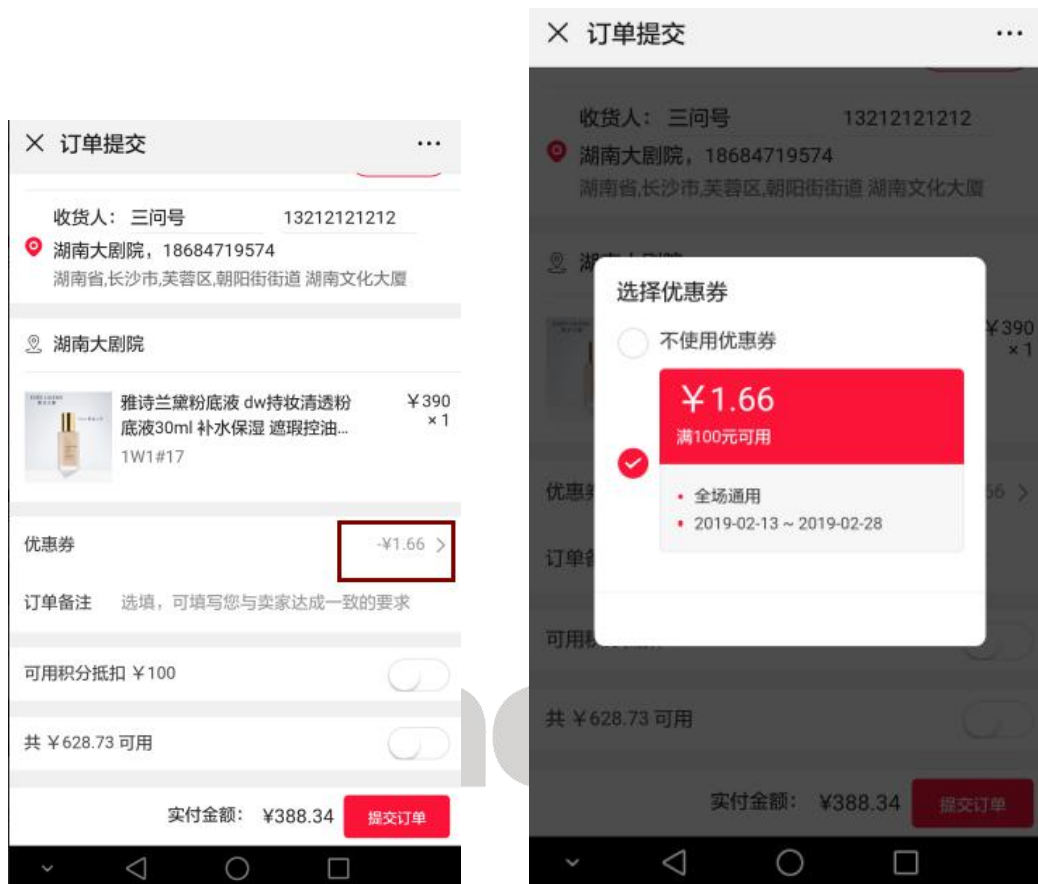 订单提交
...
收货人： 三问号 13212121212
湖南大剧院，18684719574
湖南省,长沙市,芙蓉区,朝阳街街道 湖南文化大厦
湖南大剧院
雅诗兰黛粉底液 dw持妆清透粉 ￥390
底液30ml 补水保湿 遮瑕控油... ×1
1W1#17
优惠券 -¥1.66
订单备注 选填，可填写您与卖家达成一致的要求
可用积分抵扣 ￥100
共 ￥628.73 可用
实付金额： ¥388.34 提交订单
订单提交
...
收货人： 三问号 13212121212
湖南大剧院，18684719574
湖南省,长沙市,芙蓉区,朝阳街街道 湖南文化大厦
选择优惠券
不使用优惠券
￥390
×1
￥1.66
满100元可用
全场通用
2019-02-13 ~ 2019-02-28
共 ￥628.73 可用
实付金额： ¥388.34 提交订单